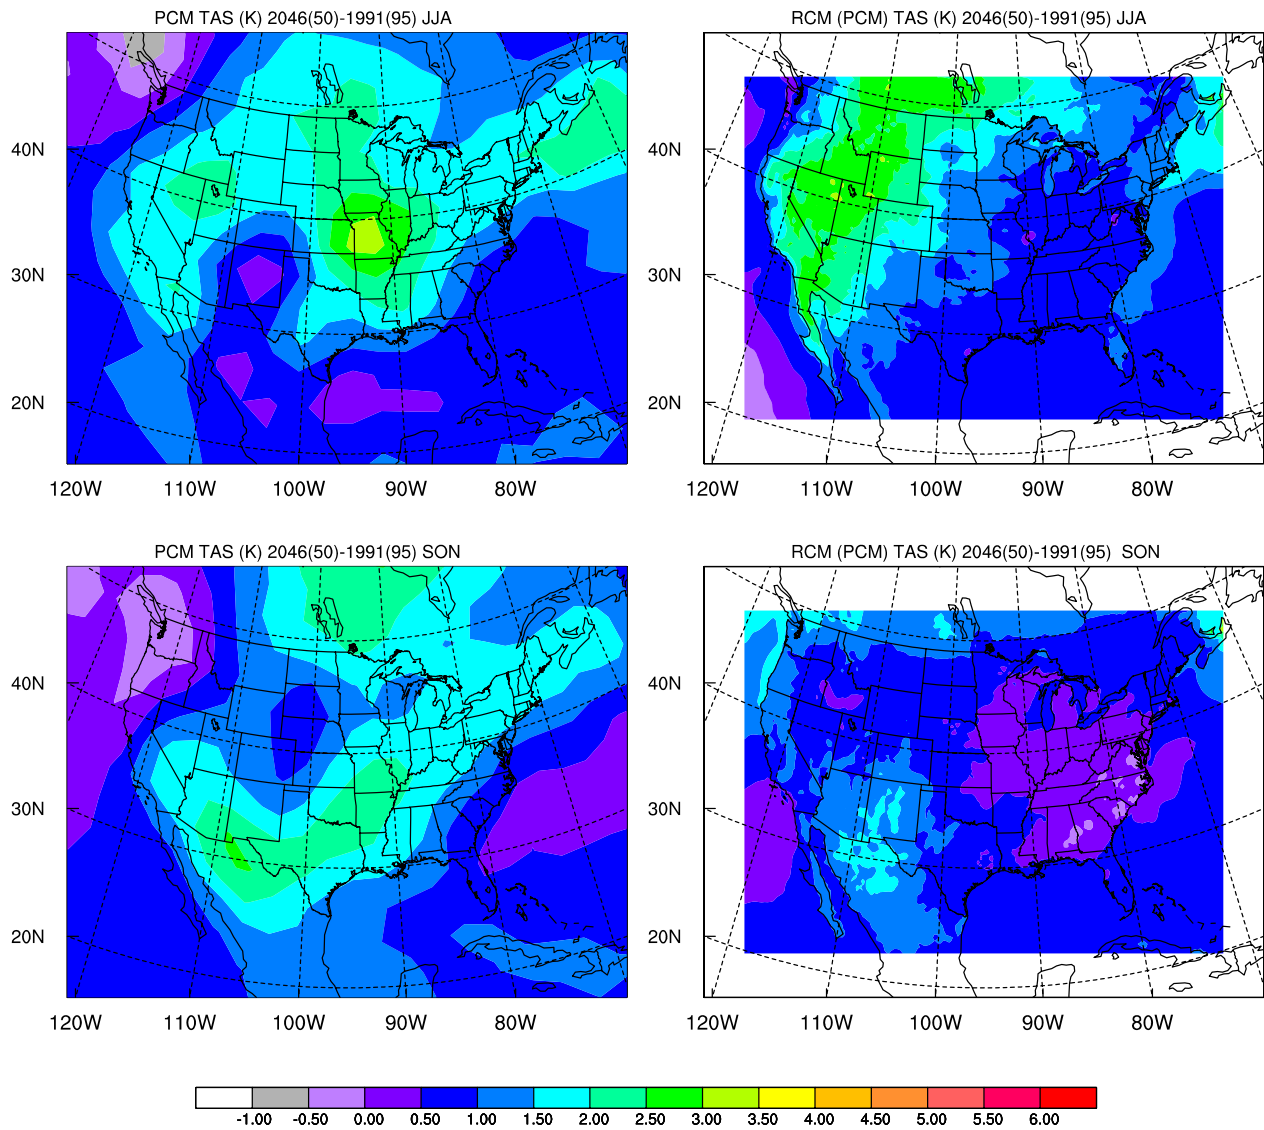 PCM TAS (K) 2046(50)-1991(95) JJA
RCM (PCM) TAS (K) 2046(50)-1991(95) JJA
40N
30N
20N
120W 110W 100W 90W 80W
40N
30N
20N
120W 110W 100W 90W 80W
PCM TAS (K) 2046(50)-1991(95) SON
RCM (PCM) TAS (K) 2046(50)-1991(95) SON
40N
30N
20N
120W 110W 100W 90W 80W
40N
30N
20N
120W 110W 100W 90W 80W
-1.00 -0.50 0.00 0.50 1.00 1.50 2.00 2.50 3.00 3.50 4.00 4.50 5.00 5.50 6.00